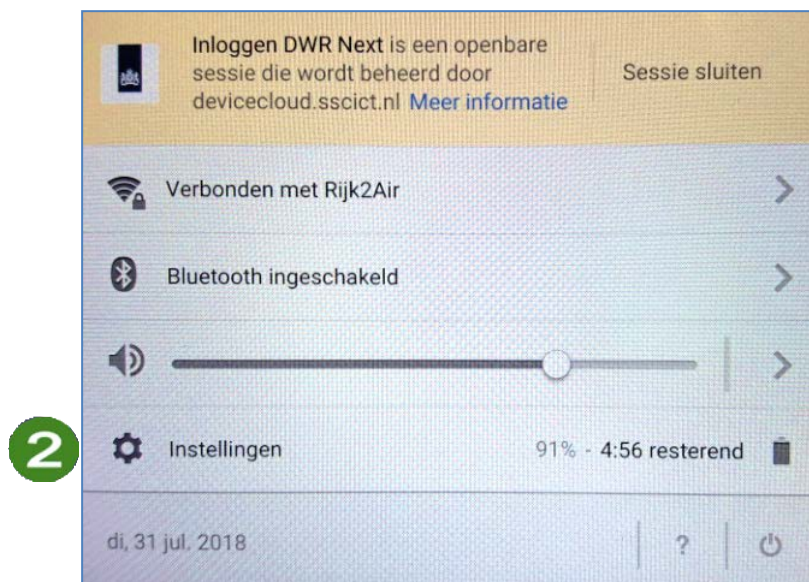 Inloggen DWR Next is een openbare
sessie die wordt beheerd door
devicecloud.sscict.nl Meer informatie
Sessie sluiten
Verbonden met Rijk2Air
Bluetooth ingeschakeld
2
Instellingen 91% - 4:56 resterend
di, 31 jul. 2018 ?